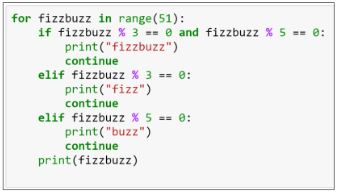 for fizzbuzz in range(51):
    if fizzbuzz % 3 == 0 and fizzbuzz % 5 == 0:
        print("fizzbuzz")
        continue
    elif fizzbuzz % 3 == 0:
        print("fizz")
        continue
    elif fizzbuzz % 5 == 0:
        print("buzz")
        continue
    print(fizzbuzz)